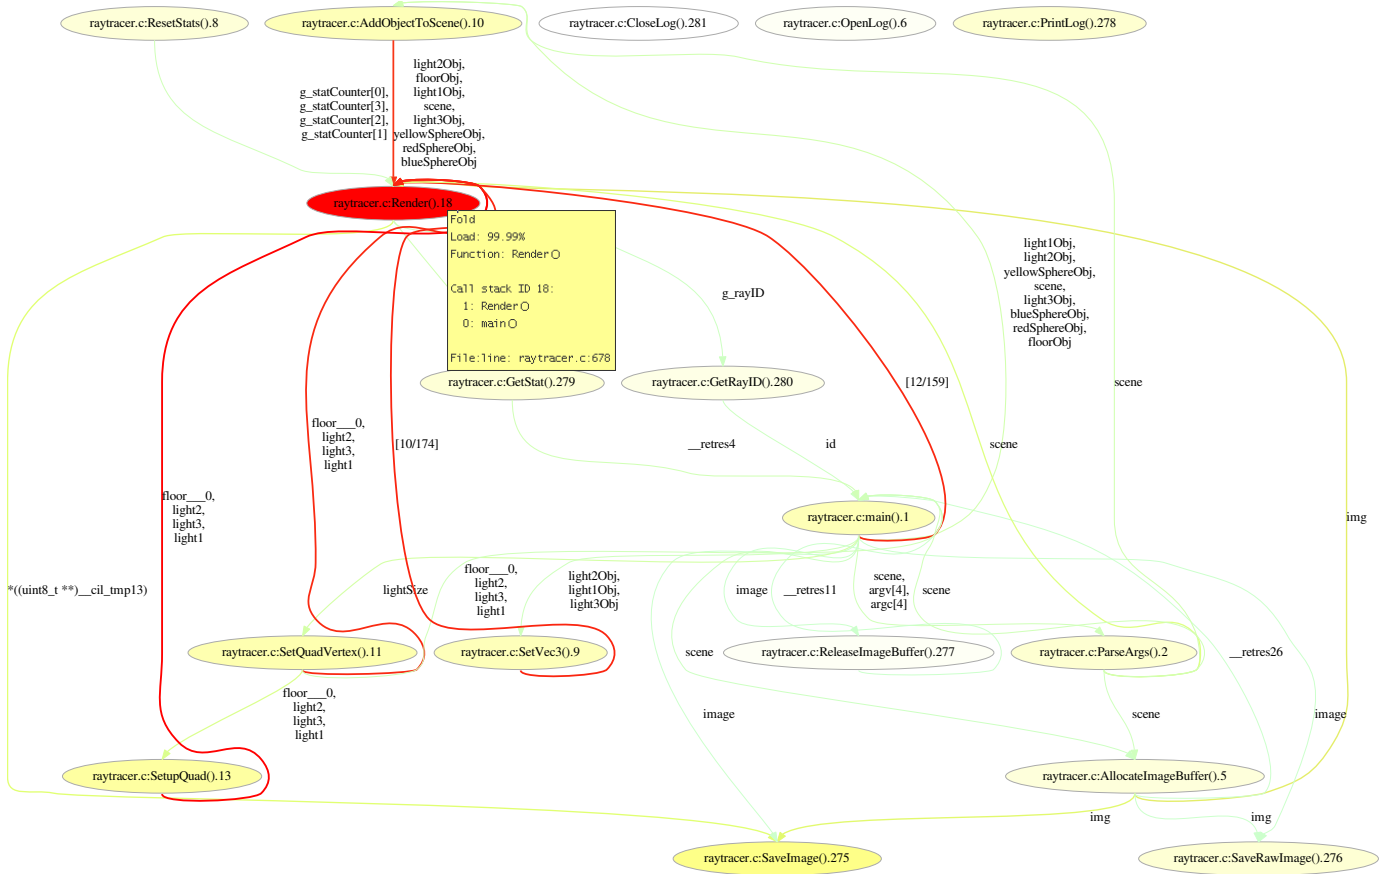 raytracer.c:ResetStats().8
raytracer.c:AddObjectToScene().10
raytracer.c:CloseLog().281
raytracer.c:OpenLog().6
raytracer.c:PrintLog().278
g_statCounter[0],
g_statCounter[3],
g_statCounter[2],
g_statCounter[1]
light2Obj,
floorObj,
light1Obj,
scene,
light3Obj,
yellowSphereObj,
redSphereObj,
blueSphereObj
raytracer.c:Render().18
Fold
Load: 99.99%
Function: Render()
Call stack ID 18:
1: Render()
0: main()
File:line: raytracer.c:678
g_rayID
light1Obj,
light2Obj,
yellowSphereObj,
scene,
light3Obj,
blueSphereObj,
redSphereObj,
floorObj
raytracer.c:GetStat().279
raytracer.c:GetRayID().280
[12/159]
scene
floor___0,
light2,
light3,
light1
[10/174]
__retres4
id
scene
floor___0,
light2,
light3,
light1
raytracer.c:main().1
img
*((uint8_t **)__cil_tmp13)
lightSize
floor___0,
light2,
light3,
light1
light2Obj,
light1Obj,
light3Obj
image
__retres11
scene,
argv[4],
argc[4]
scene
raytracer.c:SetQuadVertex().11
raytracer.c:SetVec3().9
scene
raytracer.c:ReleaseImageBuffer().277
raytracer.c:ParseArgs().2
__retres26
floor___0,
light2,
light3,
light1
image
scene
image
raytracer.c:SetupQuad().13
raytracer.c:AllocateImageBuffer().5
img
img
raytracer.c:SaveImage().275
raytracer.c:SaveRawImage().276